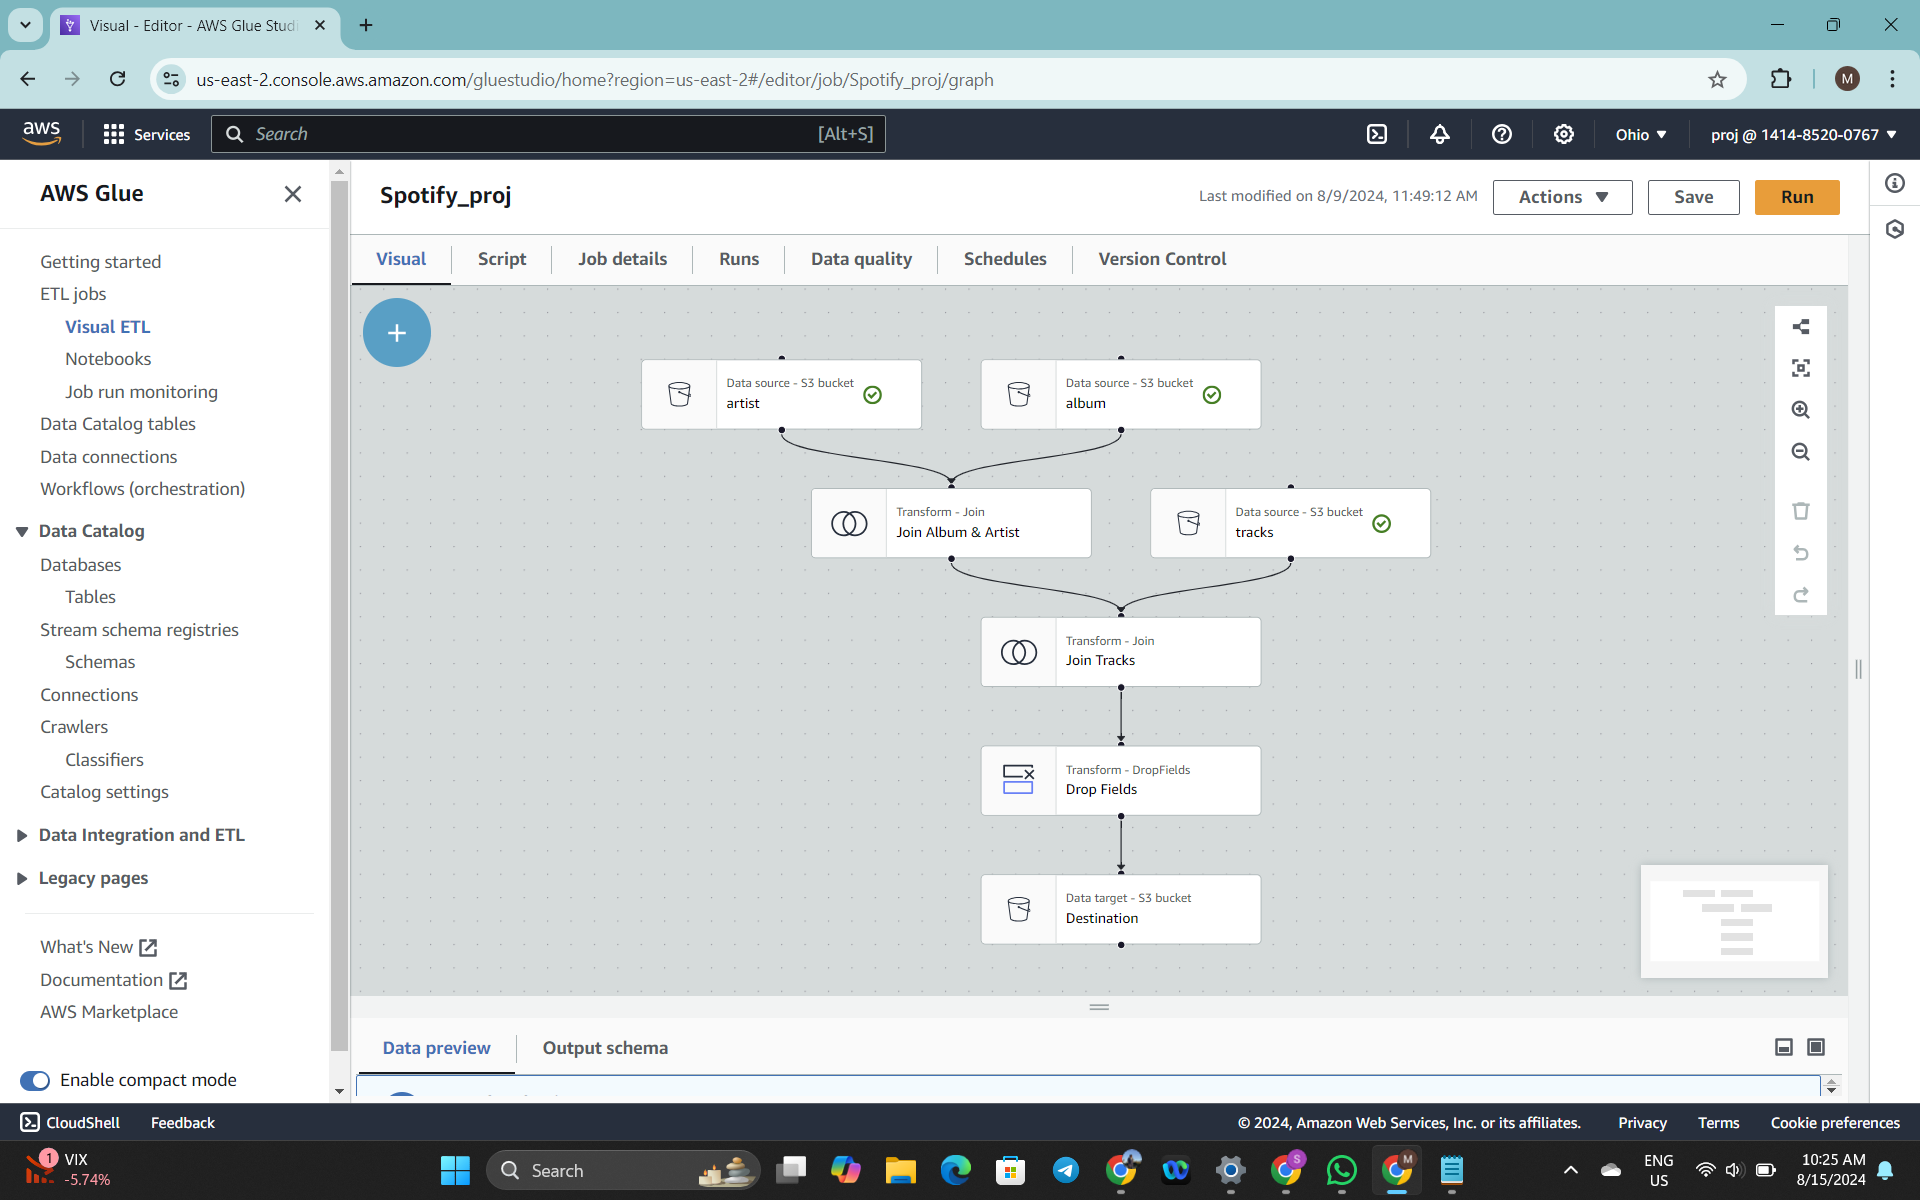 Visual - Editor - AWS Glue Studi
us-east-2.console.aws.amazon.com/gluestudio/home?region=us-east-2#/editor/job/Spotify_proj/graph
M
aws
Services
Search
[Alt+S]
Ohio
proj @ 1414-8520-0767
AWS Glue
Getting started
ETL jobs
Visual ETL
Notebooks
Job run monitoring
Data Catalog tables
Data connections
Workflows (orchestration)
Data Catalog
Databases
Tables
Stream schema registries
Schemas
Connections
Crawlers
Classifiers
Catalog settings
Data Integration and ETL
Legacy pages
What's New
Documentation
AWS Marketplace
Enable compact mode
Spotify_proj
Last modified on 8/9/2024, 11:49:12 AM
Actions
Save
Run
Visual
Script
Job details
Runs
Data quality
Schedules
Version Control
Data source - S3 bucket
artist
Data source - S3 bucket
album
Transform - Join
Join Album & Artist
Data source - S3 bucket
tracks
Transform - Join
Join Tracks
Transform - DropFields
Drop Fields
Data target - S3 bucket
Destination
Data preview
Output schema
CloudShell
Feedback
© 2024, Amazon Web Services, Inc. or its affiliates.
Privacy
Terms
Cookie preferences
1
VIX
-5.74%
Search
S
M
ENG
US
10:25 AM
8/15/2024